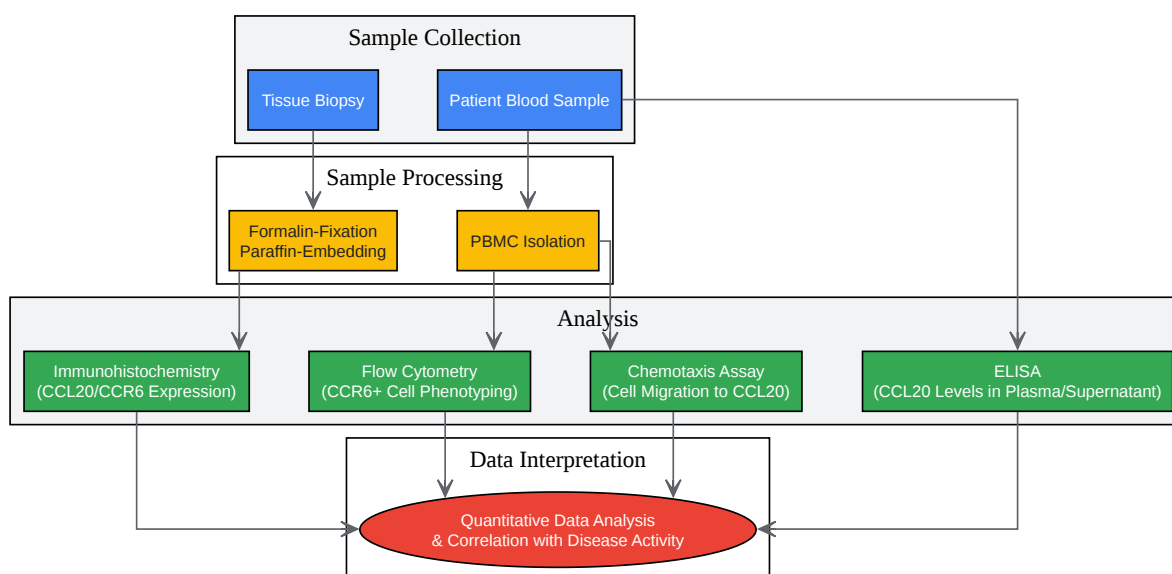 Sample Collection
Tissue Biopsy
Patient Blood Sample
Sample Processing
Formalin-Fixation
Paraffin-Embedding
PBMC Isolation
Analysis
Immunohistochemistry
(CCL20/CCR6 Expression)
Flow Cytometry
(CCR6+ Cell Phenotyping)
Chemotaxis Assay
(Cell Migration to CCL20)
ELISA
(CCL20 Levels in Plasma/Supernatant)
Data Interpretation
Quantitative Data Analysis
& Correlation with Disease Activity